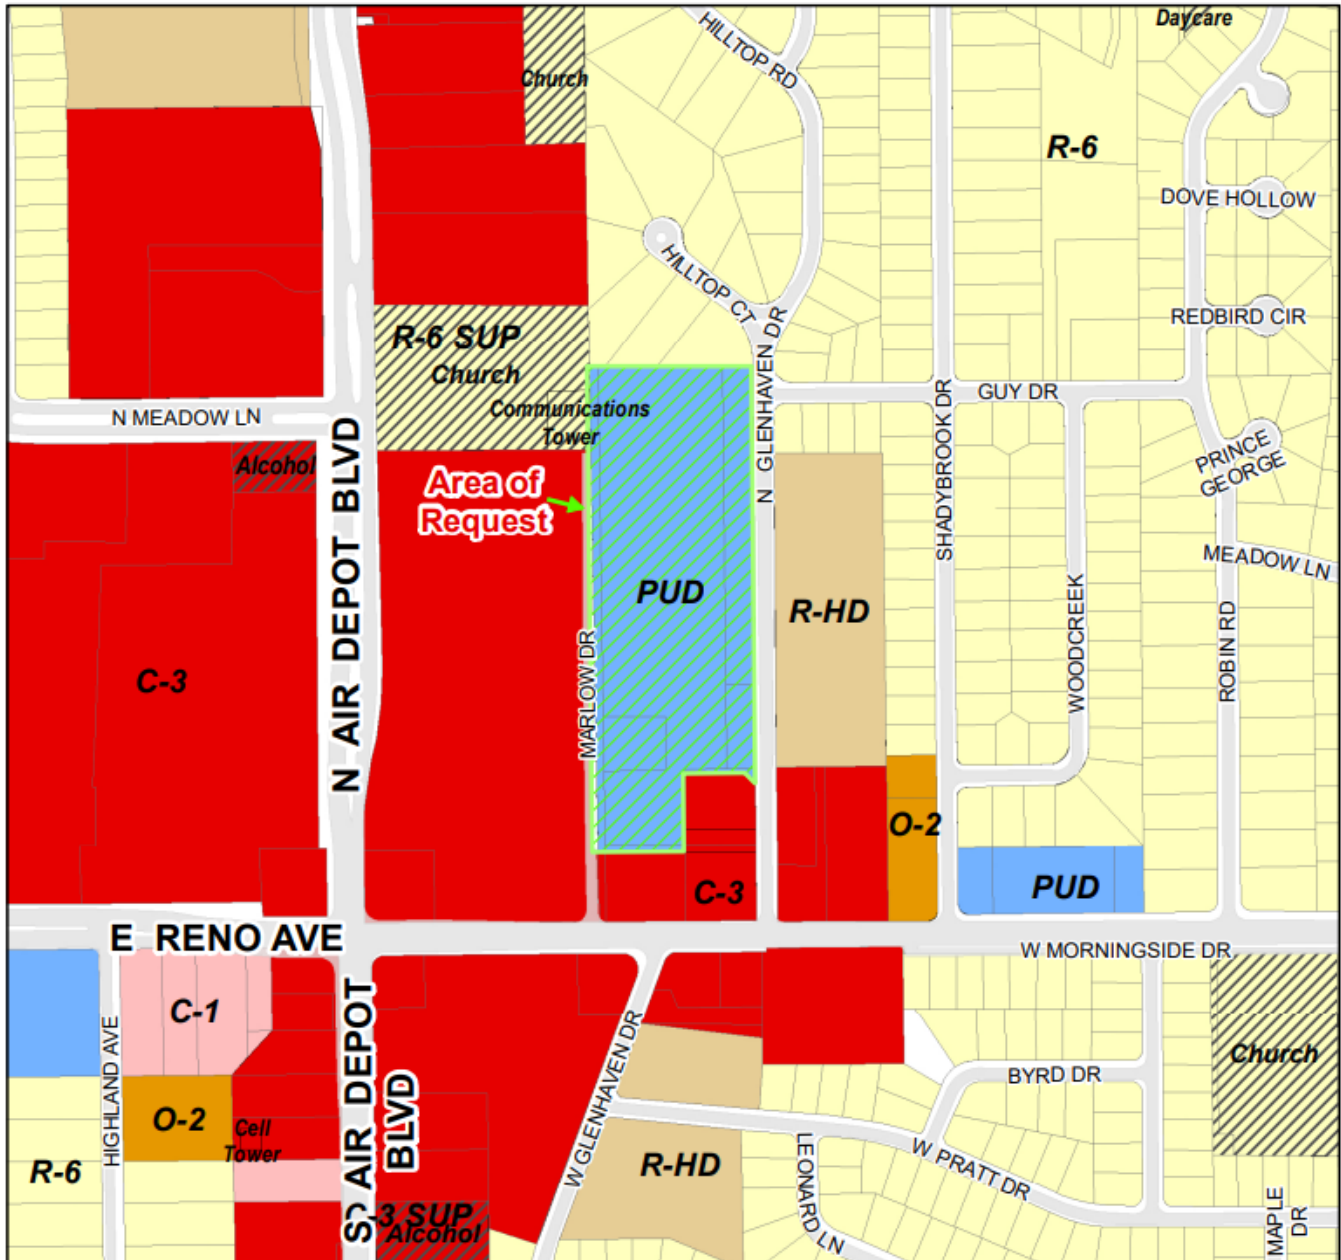 Daycare
HILLTOP RD
Church
R-6
DOVE HOLLOW
HILLTOP CT
REDBIRD CIR
R-6 SUP
Church
N GLENHAVEN DR
GUY DR
SHADYBROOK DR
Communications
Tower
N MEADOW LN
PRINCE
GEORGE
Alcohol
Area of
Request
N AIR DEPOT BLVD
MEADOW LN
PUD
R-HD
WOODCREEK
ROBIN RD
C-3
MARLOW DR
O-2
C-3
PUD
E RENO AVE
W MORNINGSIDE DR
C-1
HIGHLAND AVE
S AIR DEPOT
BLVD
W GLENHAVEN DR
Church
BYRD DR
O-2
Cell
Tower
R-6
R-HD
LEONARD LN
W PRATT DR
MAPLE
DR
-3 SUP
Alcohol